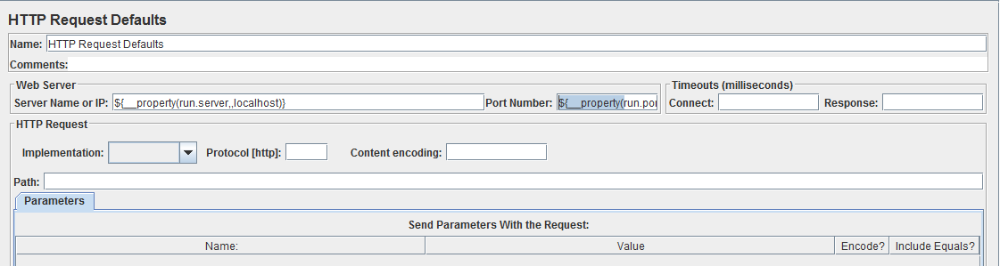 HTTP Request Defaults
Name: HTTP Request Defaults
Comments:
Web Server
Timeouts (milliseconds)
Server Name or IP: ${__property(run.server,,localhost)} Port Number: ${__property(run.por Connect: Response:
HTTP Request
Implementation: Protocol [http]: Content encoding:
Path:
Parameters
Send Parameters With the Request:
Name: Value Encode? Include Equals?